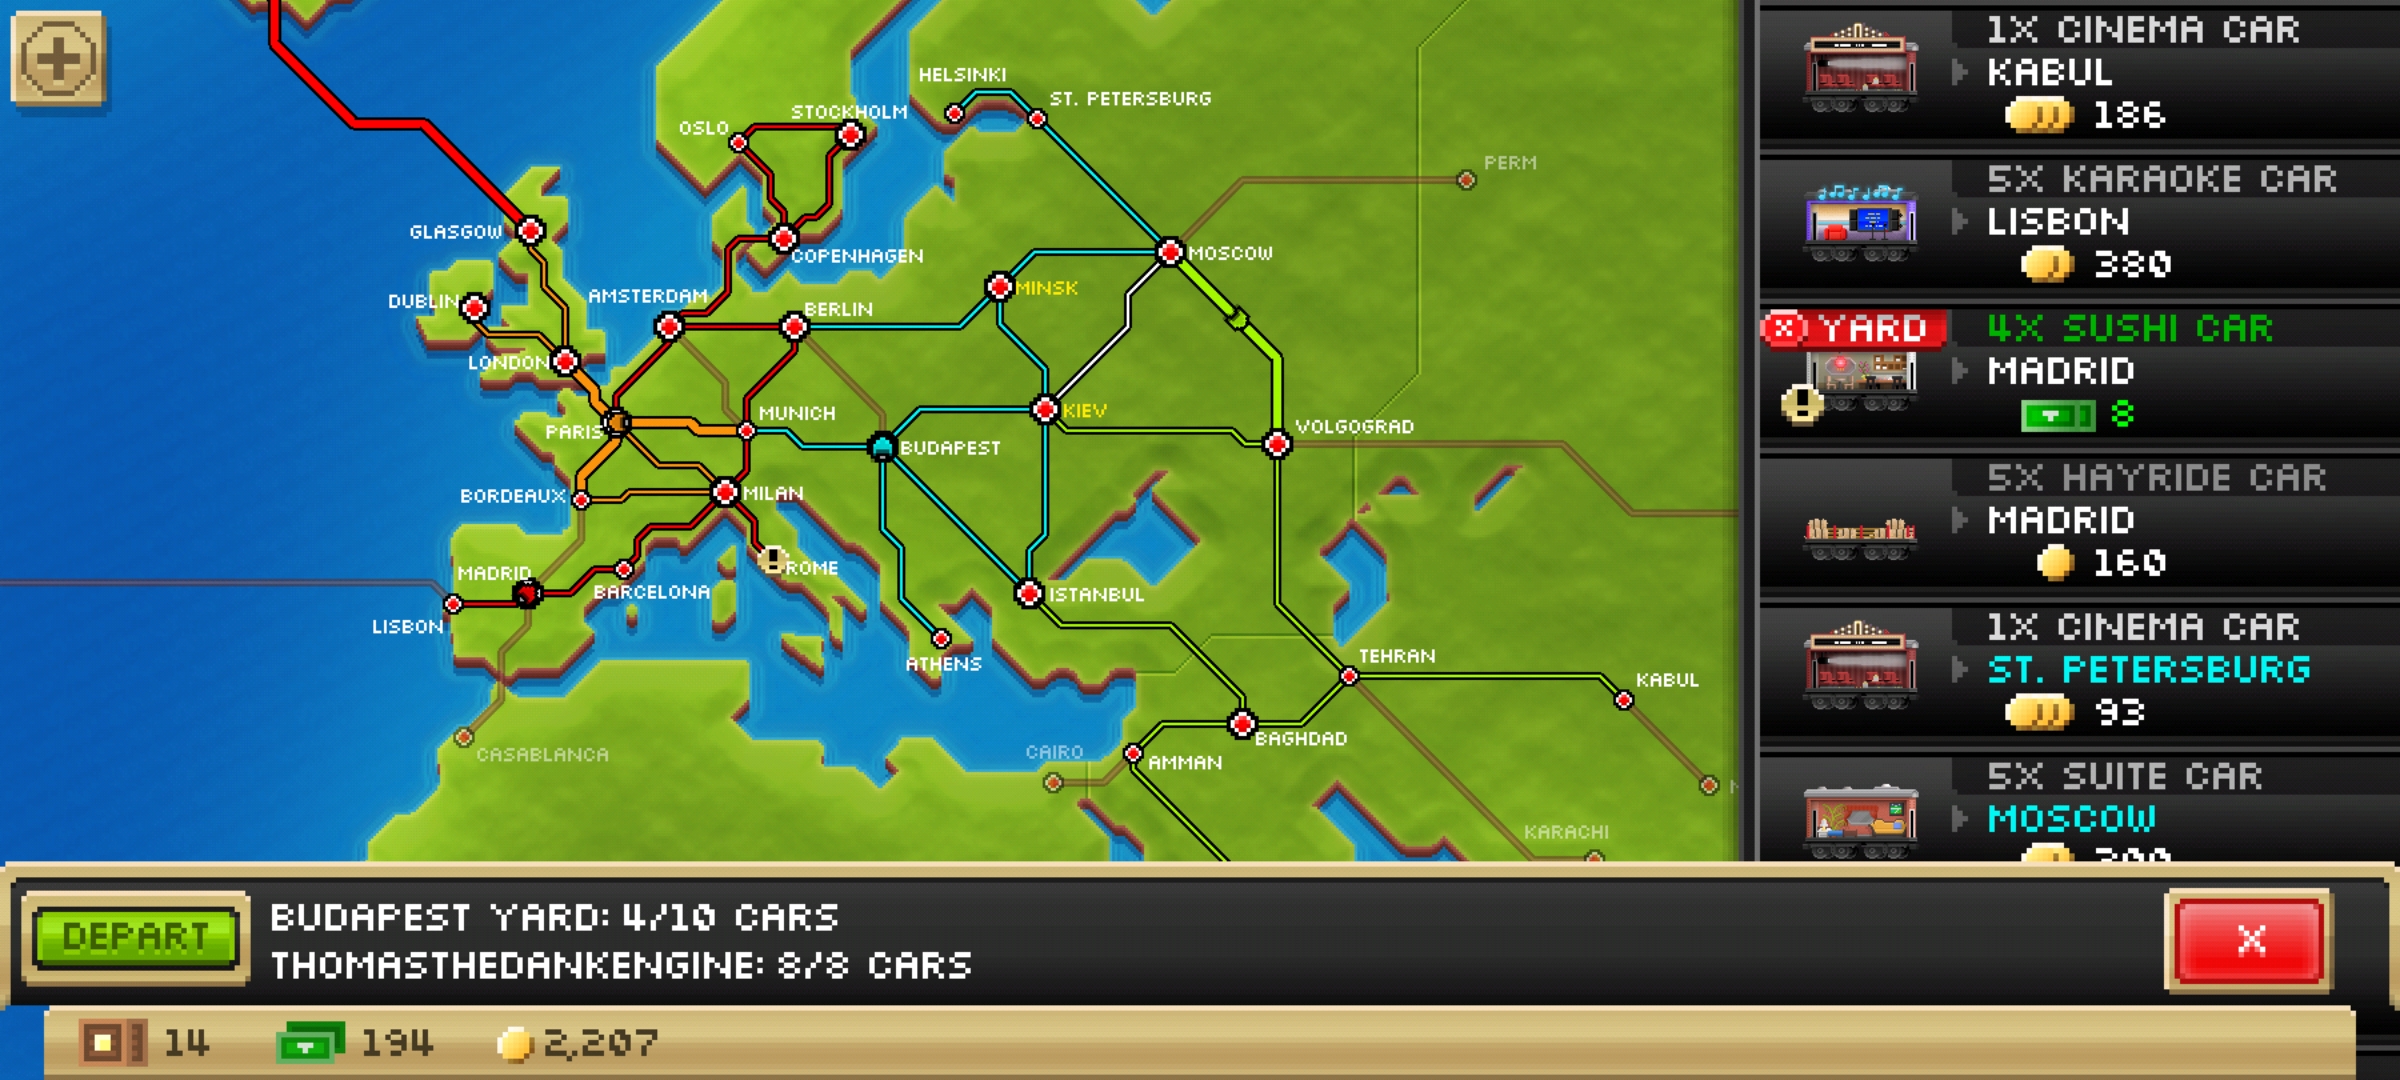 HELSINKI
ST. PETERSBURG
STOCKHOLM
OSLO
PERM
GLASGOW
COPENHAGEN
MOSCOW
DUBLIN
AMSTERDAM
BERLIN
MINSK
LONDON
PARIS
MUNICH
KIEV
BUDAPEST
VOLGOGRAD
BORDEAUX
MILAN
MADRID
ROME
BARCELONA
ISTANBUL
LISBON
ATHENS
TEHRAN
KABUL
CASABLANCA
CAIRO
AMMAN
BAGHDAD
KARACHI
1X CINEMA CAR
KABUL
186
5X KARAOKE CAR
LISBON
380
X YARD
4X SUSHI CAR
MADRID
8
5X HAYRIDE CAR
MADRID
160
1X CINEMA CAR
ST. PETERSBURG
93
5X SUITE CAR
MOSCOW
DEPART
BUDAPEST YARD: 4/10 CARS
THOMASTHEDANKENGINE: 8/8 CARS
X
14
194
2,207